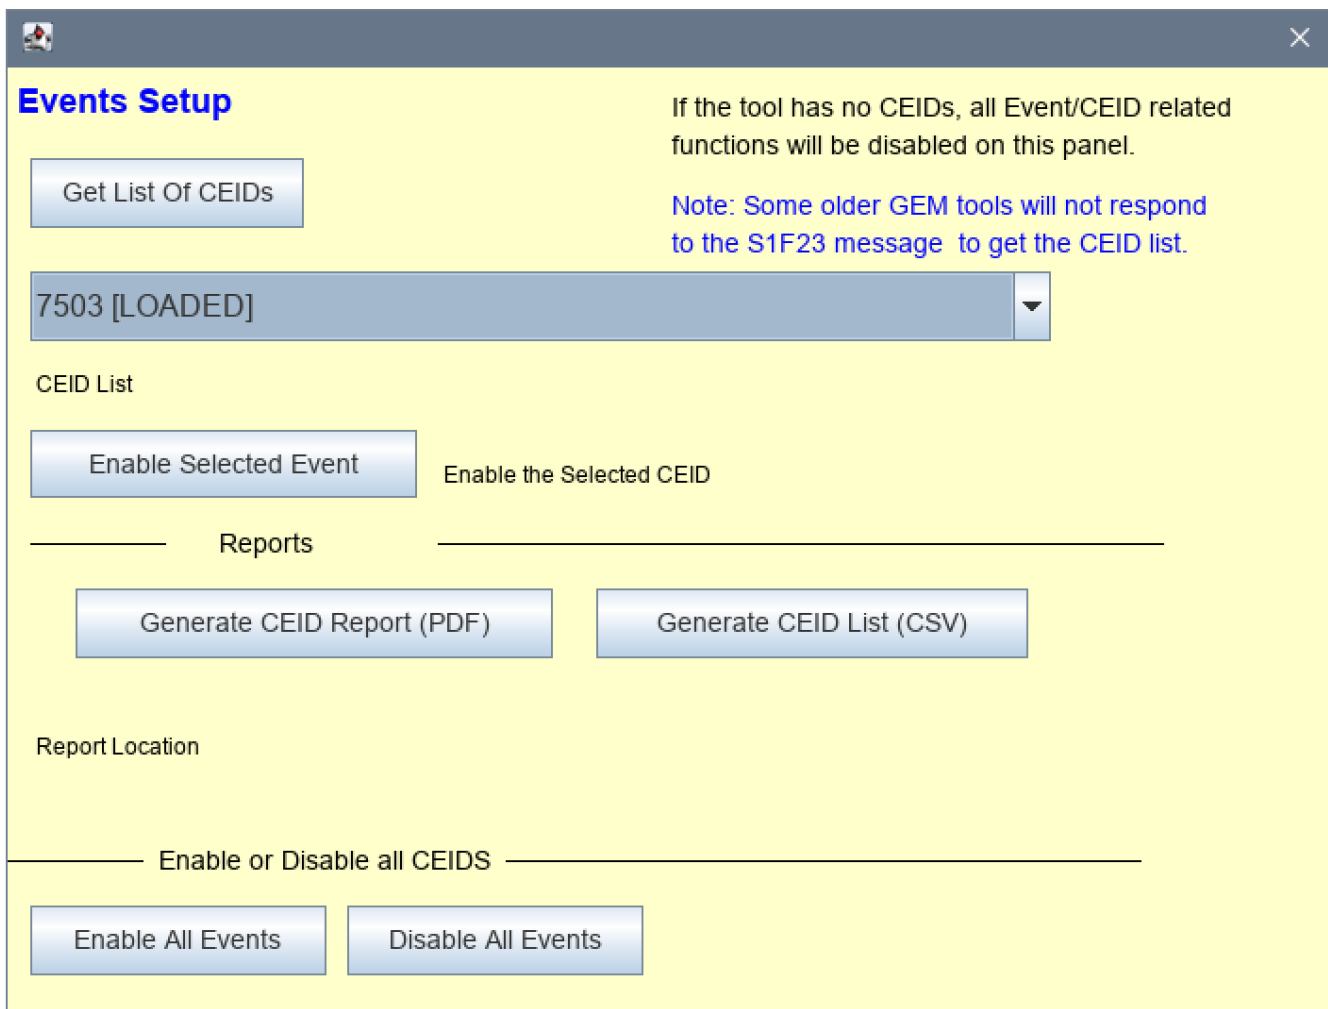 Events Setup
If the tool has no CEIDs, all Event/CEID related
functions will be disabled on this panel.
Get List Of CEIDs
Note: Some older GEM tools will not respond
to the S1F23 message  to get the CEID list.
7503 [LOADED]
CEID List
Enable Selected Event
Enable the Selected CEID
Reports
Generate CEID Report (PDF)
Generate CEID List (CSV)
Report Location
Enable or Disable all CEIDS
Enable All Events
Disable All Events